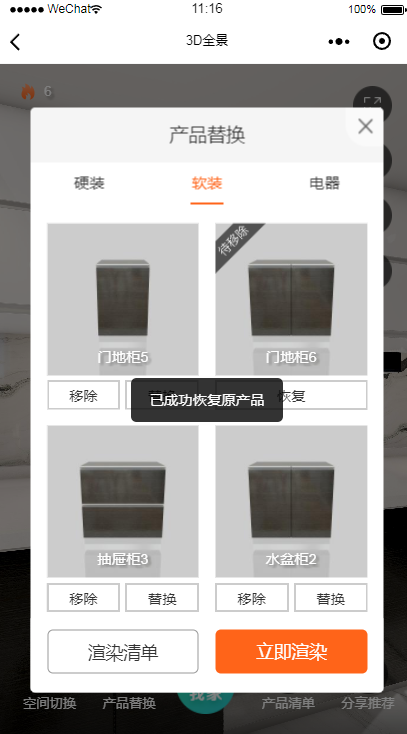 WeChat
11:16
100%
3D全景
6
产品替换
硬装
软装
电器
待移除
门地柜5
门地柜6
移除
恢复
已成功恢复原产品
抽屉柜3
水盆柜2
移除
替换
移除
替换
渲染清单
立即渲染
空间切换
产品替换
我家
产品清单
分享推荐